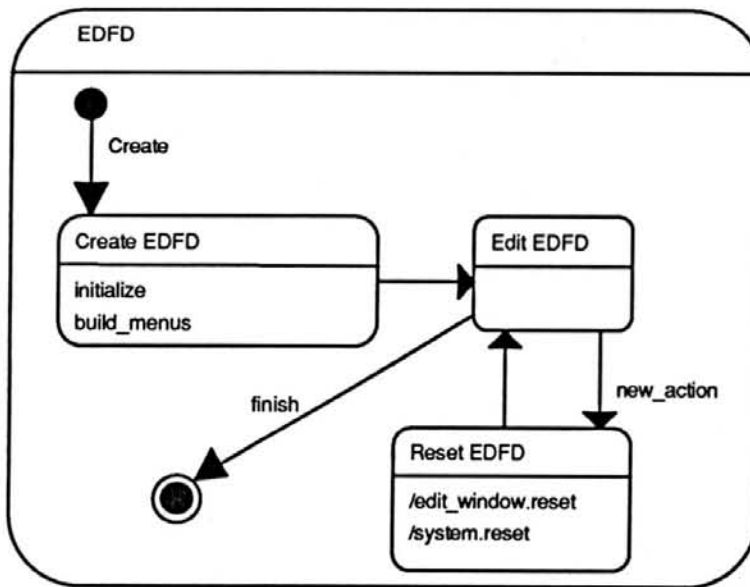 EDFD
Create
Create EDFD
initialize
build_menus
Edit EDFD
finish
new_action
Reset EDFD
/edit_window.reset
/system.reset